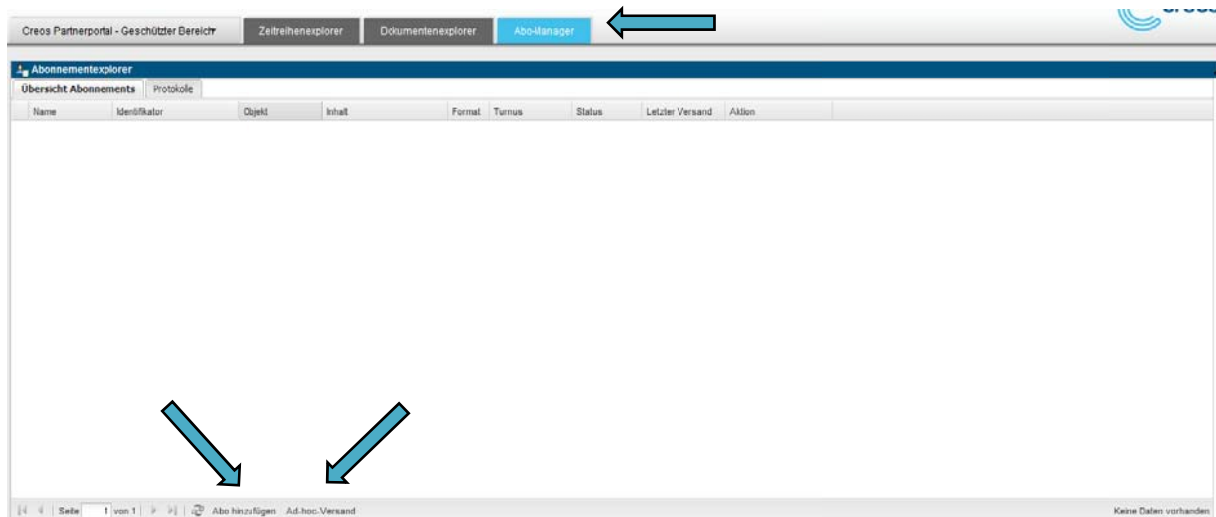 Creos Partnerportal - Geschützter Bereich Zeitreihenexplorer Dokumentenexplorer Abo-Manager
Abonnementexplorer
Übersicht Abonnements Protokolle
Name Identifikator Objekt Inhalt Format Turnus Status Letzter Versand Aktion
Seite 1 von 1 Abo hinzufügen Ad-hoc-Versand Keine Daten vorhanden